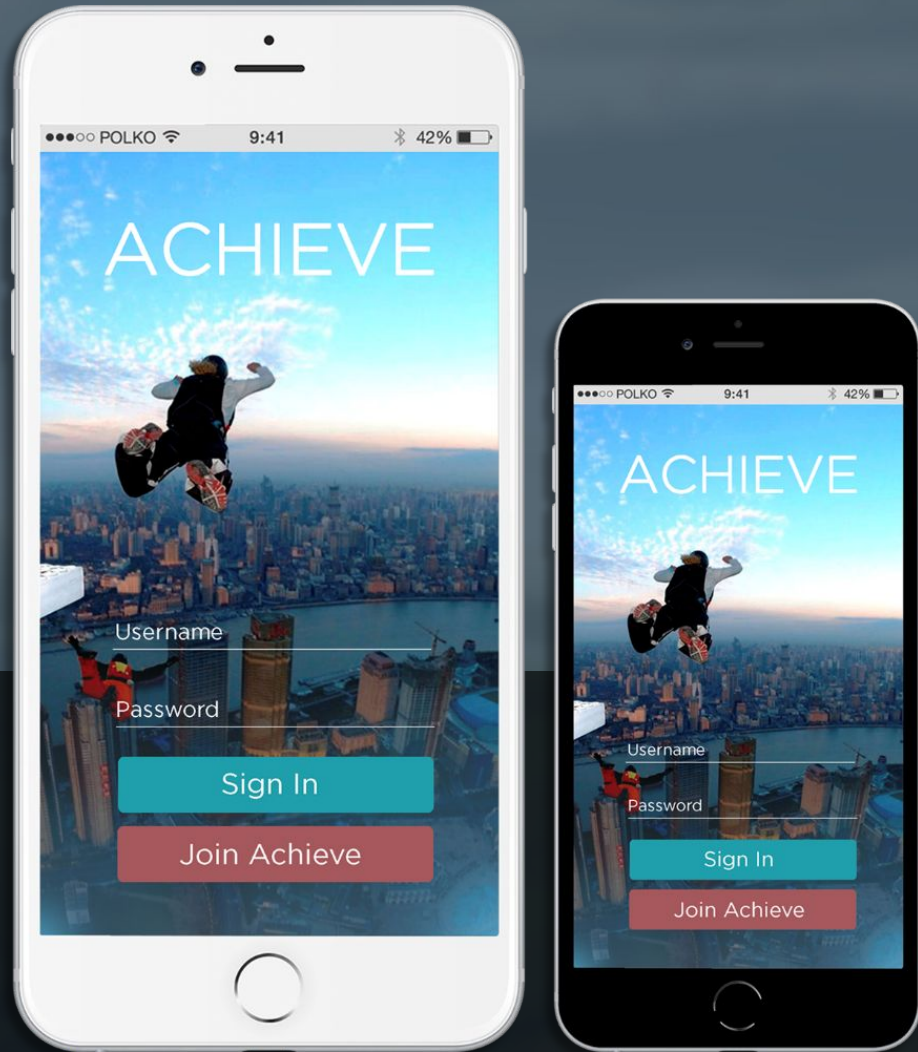 POLKO 9:41 42%
ACHIEVE
Username
Password
Sign In
Join Achieve
POLKO 9:41 42%
ACHIEVE
Username
Password
Sign In
Join Achieve